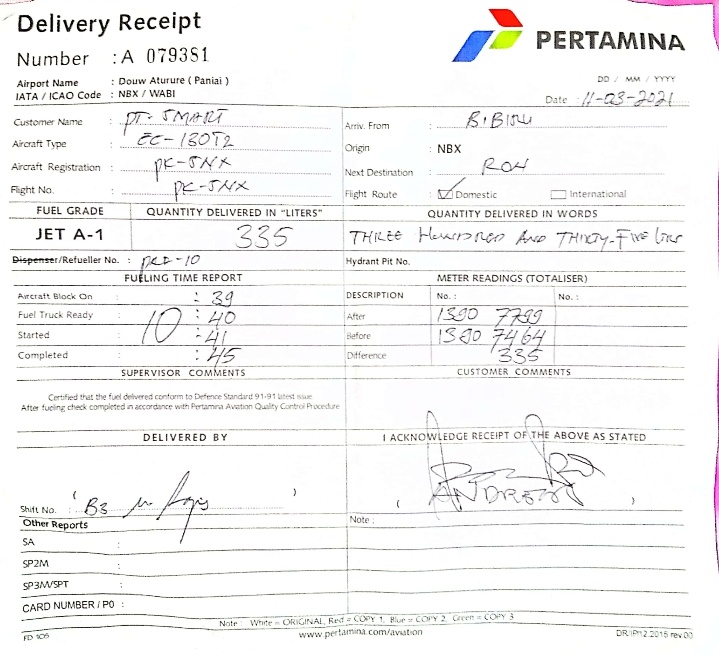 Delivery Receipt
PERTAMINA
Number : A 079381
Airport Name : Douw Aturure ( Paniai )
IATA / ICAO Code : NBX / WABI
DD / MM / YYYY
Date : 11-03-2021
Customer Name : PT. SMART
Arriv. From :
Aircraft Type : EC-130T2
Origin : NBX
Aircraft Registration : PK-SNX
Next Destination :
Flight No. : PK-SNX
Flight Route : Domestic International
FUEL GRADE QUANTITY DELIVERED IN "LITERS" QUANTITY DELIVERED IN WORDS
JET A-1 335 THREE HUNDRED AND THIRTY-FIVE
Dispenser/Refueller No. :
Hydrant Pit No.
FUELING TIME REPORT METER READINGS (TOTALISER)
Aircraft Block On : 39
DESCRIPTION No. : No. :
Fuel Truck Ready 10 : 40
After 1390 7799
Started : 41
Before 1390 7464
Completed : 45
Difference 335
SUPERVISOR COMMENTS CUSTOMER COMMENTS
Certified that the fuel delivered conform to Defence Standard 91-91 latest issue
After fueling check completed in accordance with Pertamina Aviation Quality Control Procedure
DELIVERED BY I ACKNOWLEDGE RECEIPT OF THE ABOVE AS STATED
Shift No. : ( B3 )
( )
Note :
Other Reports
SA :
SP2M :
SP3M/SPT :
CARD NUMBER / P0 :
Note : White = ORIGINAL, Red = COPY 1, Blue = COPY 2, Green = COPY 3
FD 105
www.pertamina.com/aviation
DR.IP|12.2015 rev.00